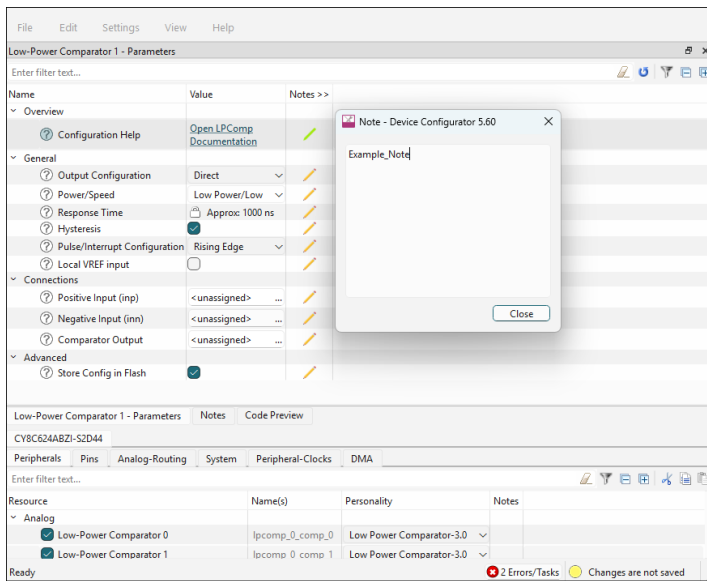 File Edit Settings View Help
Low-Power Comparator 1 - Parameters
Enter filter text...
Name Value Notes >>
Overview
Configuration Help Open LPComp Documentation
General
Output Configuration Direct
Power/Speed Low Power/Low
Response Time Approx: 1000 ns
Hysteresis
Pulse/Interrupt Configuration Rising Edge
Local VREF input
Connections
Positive Input (inp) <unassigned> ...
Negative Input (inn) <unassigned> ...
Comparator Output <unassigned> ...
Advanced
Store Config in Flash
Note - Device Configurator 5.60
Example_Note
Close
Low-Power Comparator 1 - Parameters Notes Code Preview
CY8C624ABZI-S2D44
Peripherals Pins Analog-Routing System Peripheral-Clocks DMA
Enter filter text...
Resource Name(s) Personality Notes
Analog
Low-Power Comparator 0 lpcomp_0_comp_0 Low Power Comparator-3.0
Low-Power Comparator 1 lpcomp_0_comp_1 Low Power Comparator-3.0
Ready 2 Errors/Tasks Changes are not saved